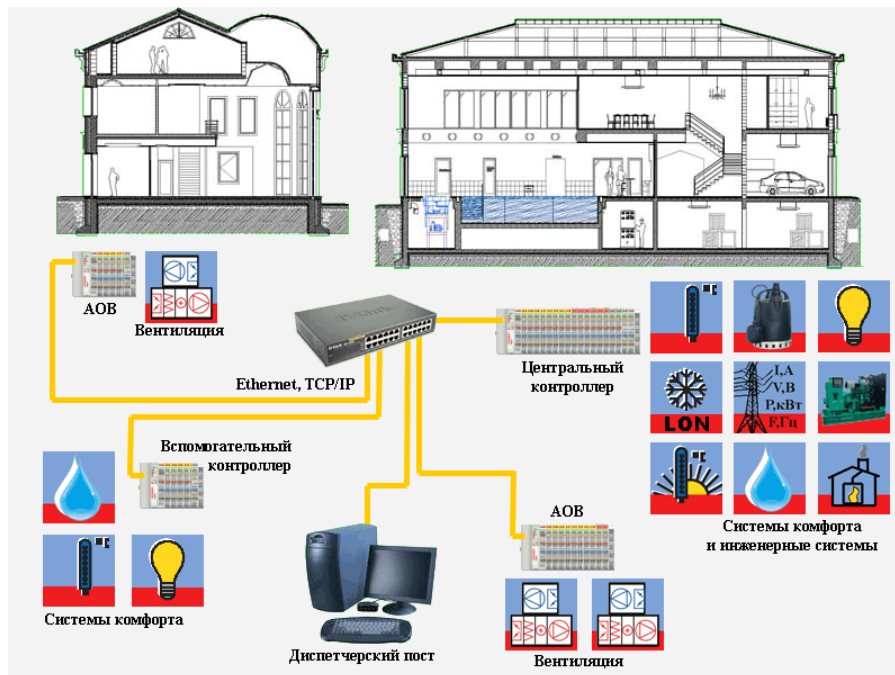 АОВ
Вентиляция
D-Link
Ethernet, TCP/IP
Центральный
контроллер
I,A
V,B
P,кВт
F,Гц
LON
Вспомогательный
контроллер
Системы комфорта
Диспетчерский пост
АОВ
Вентиляция
Системы комфорта
и инженерные системы